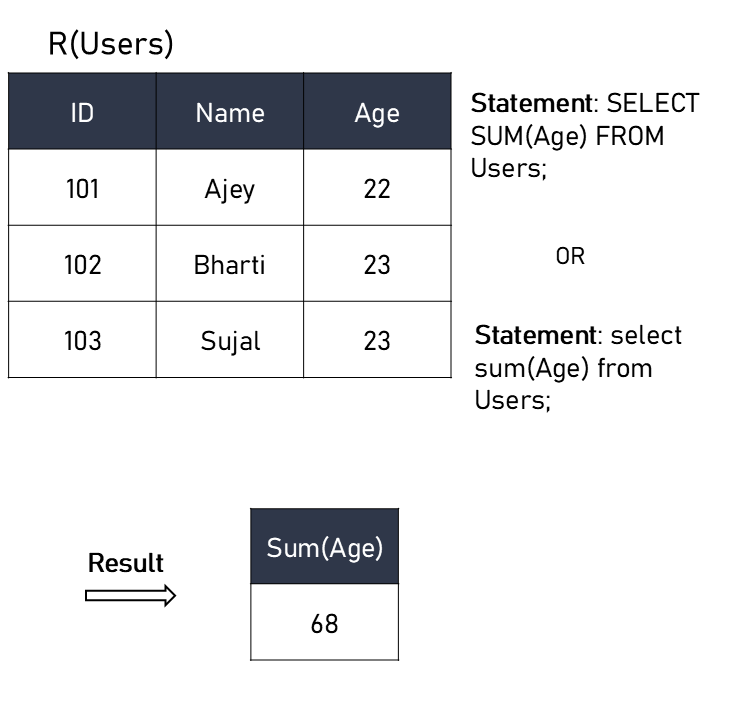 R(Users)
ID Name Age
101 Ajey 22
102 Bharti 23
103 Sujal 23
Statement: SELECT
SUM(Age) FROM
Users;
OR
Statement: select
sum(Age) from
Users;
Result
Sum(Age)
68